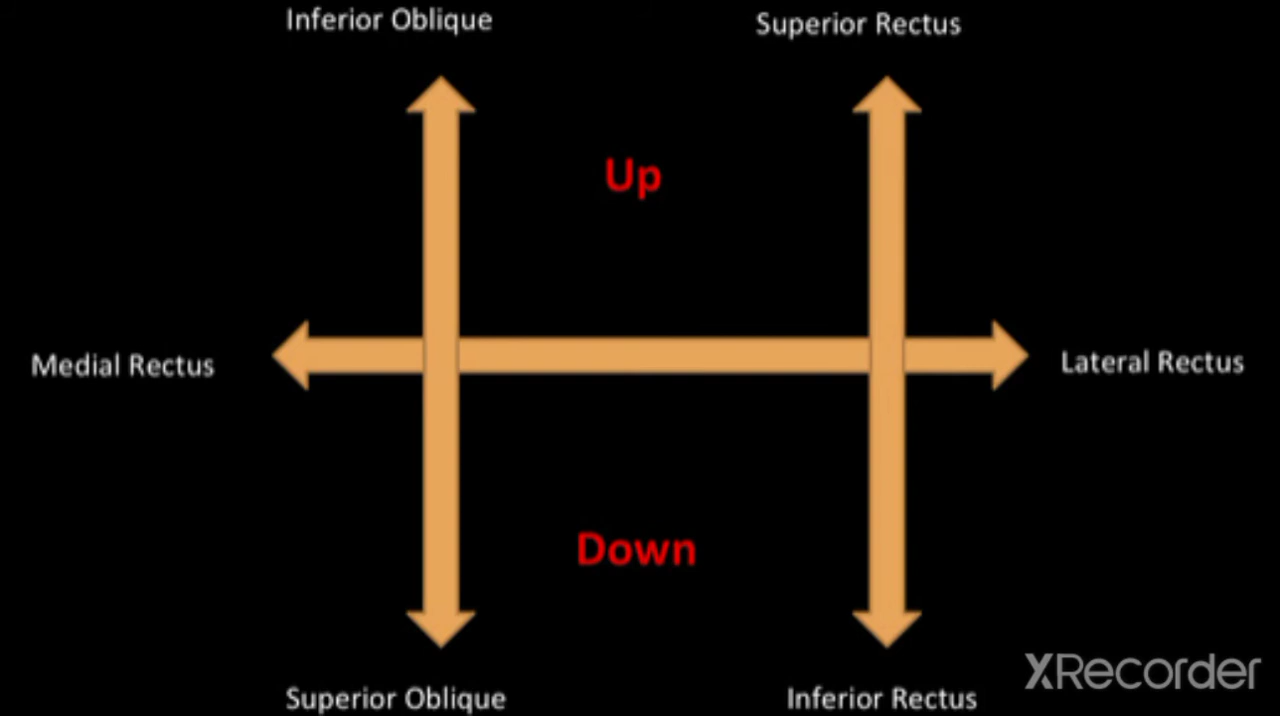 Inferior Oblique
Superior Rectus
Up
Medial Rectus
Lateral Rectus
Down
XRecorder
Superior Oblique
Inferior Rectus